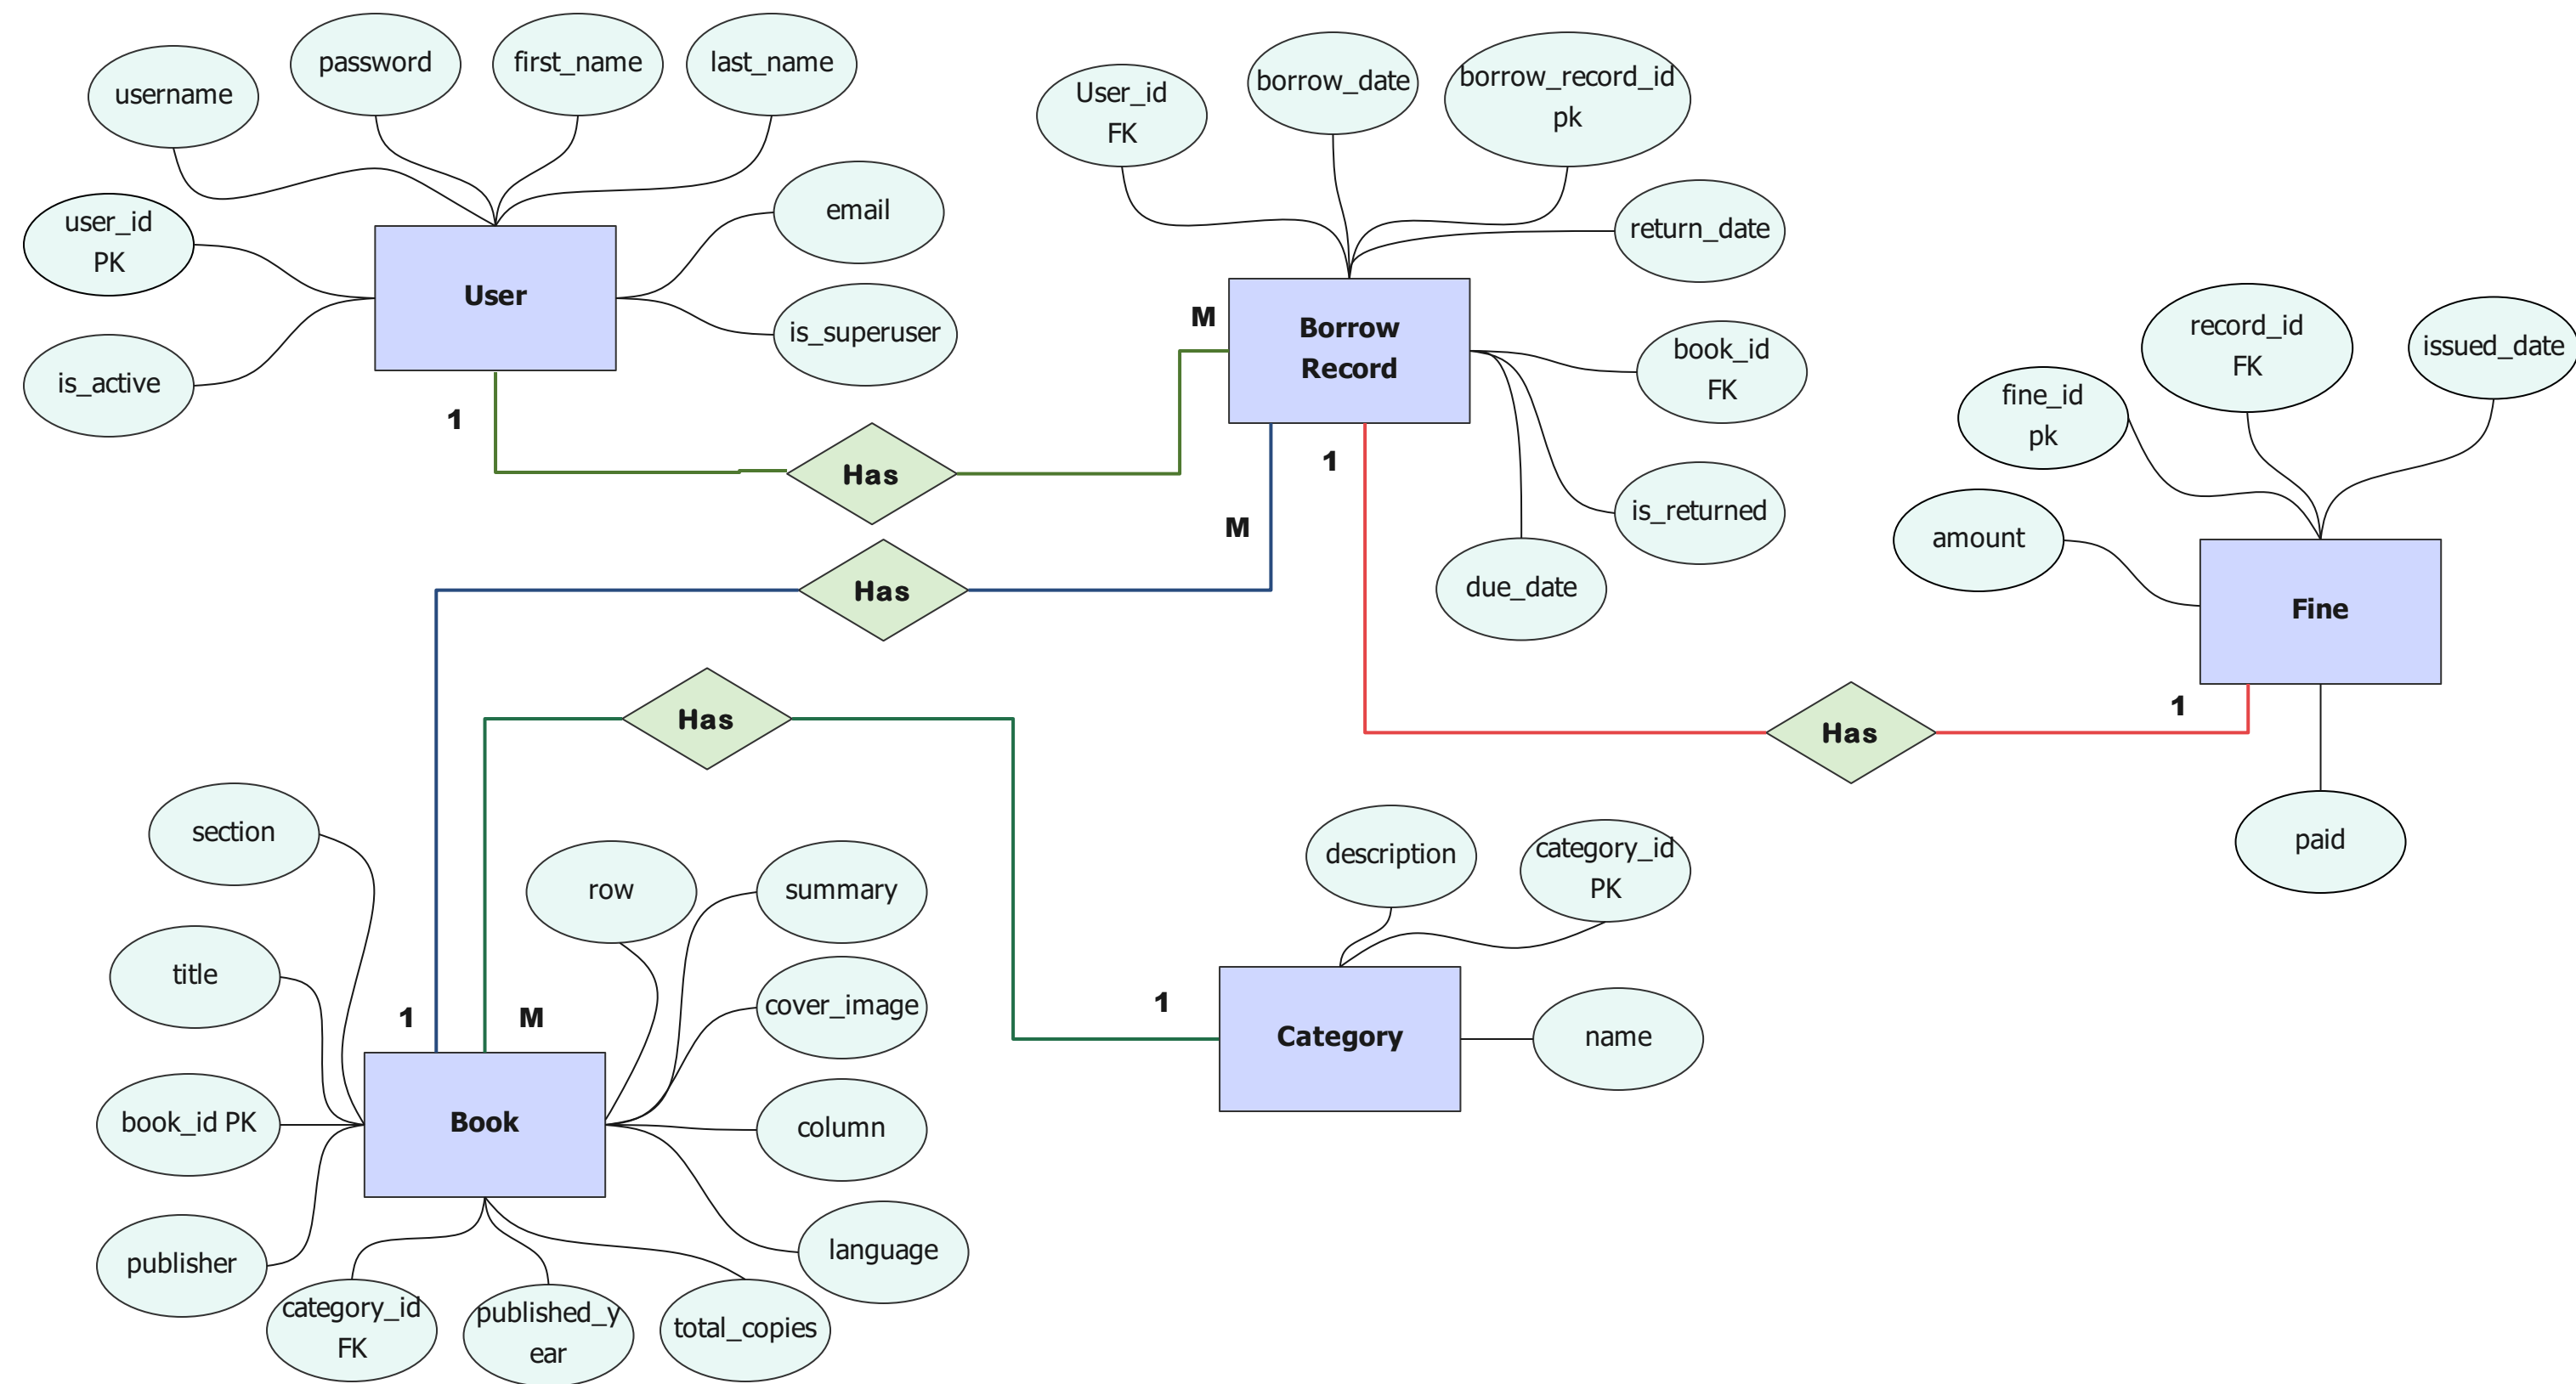 username
password
first_name
last_name
user_id
PK
email
User
is_superuser
is_active
1
User_id
FK
borrow_date
borrow_record_id
pk
return_date
M
Borrow
Record
book_id
FK
is_returned
due_date
1
M
Has
Has
record_id
FK
issued_date
fine_id
pk
amount
Fine
1
Has
paid
Has
section
row
summary
title
cover_image
1
M
book_id PK
Book
column
publisher
language
category_id
FK
published_y
ear
total_copies
description
category_id
PK
1
Category
name